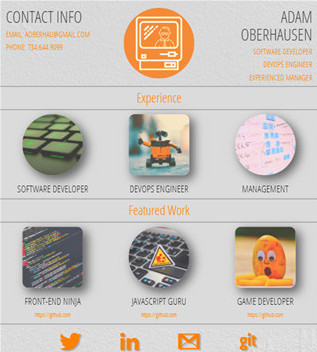 CONTACT INFO
EMAIL: AOBERHAU@GMAIL.COM
PHONE: 734.644.9099
ADAM
OBERHAUSEN
SOFTWARE DEVELOPER
DEVOPS ENGINEER
EXPERIENCED MANAGER
Experience
SOFTWARE DEVELOPER
DEVOPS ENGINEER
MANAGEMENT
Featured Work
FRONT-END NINJA
JAVASCRIPT GURU
GAME DEVELOPER
https://github.com
https://github.com
https://github.com
in
git